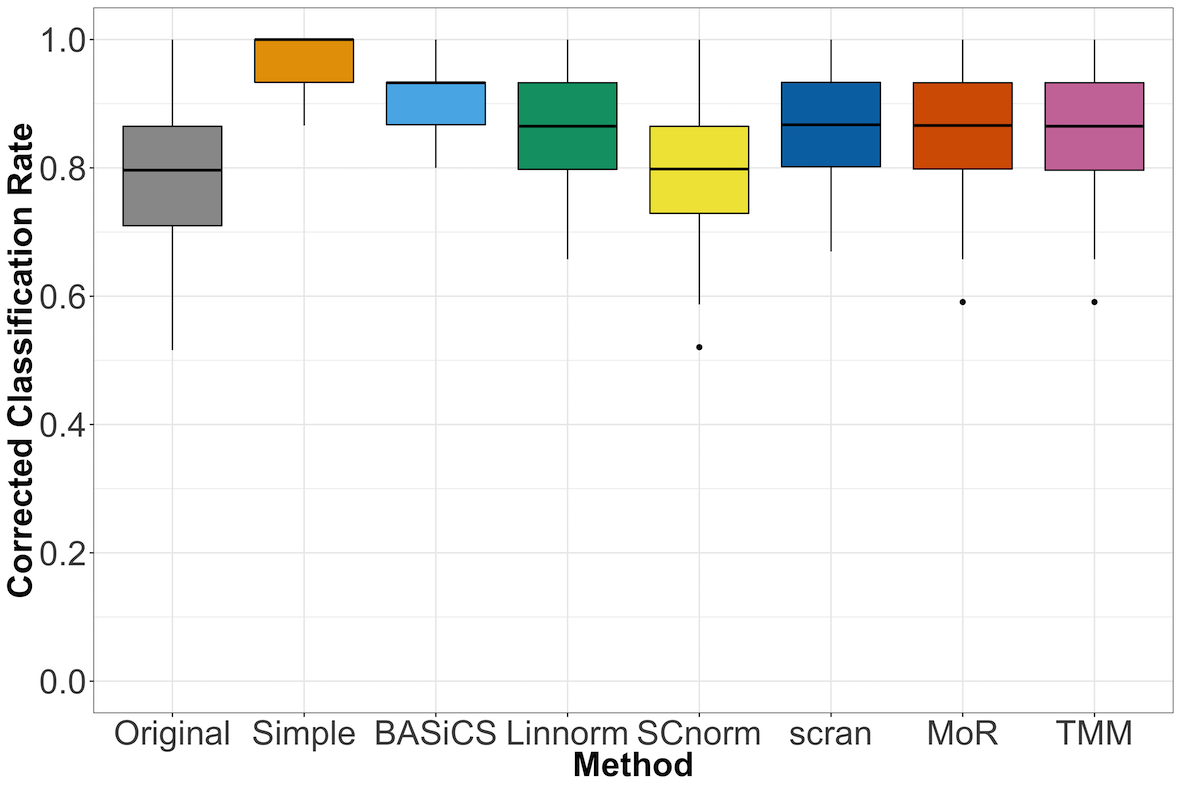 Corrected Classification Rate
1.0
0.8
0.6
0.4
0.2
0.0
Original Simple BASiCS Linnorm SCnorm scran MoR TMM
Method